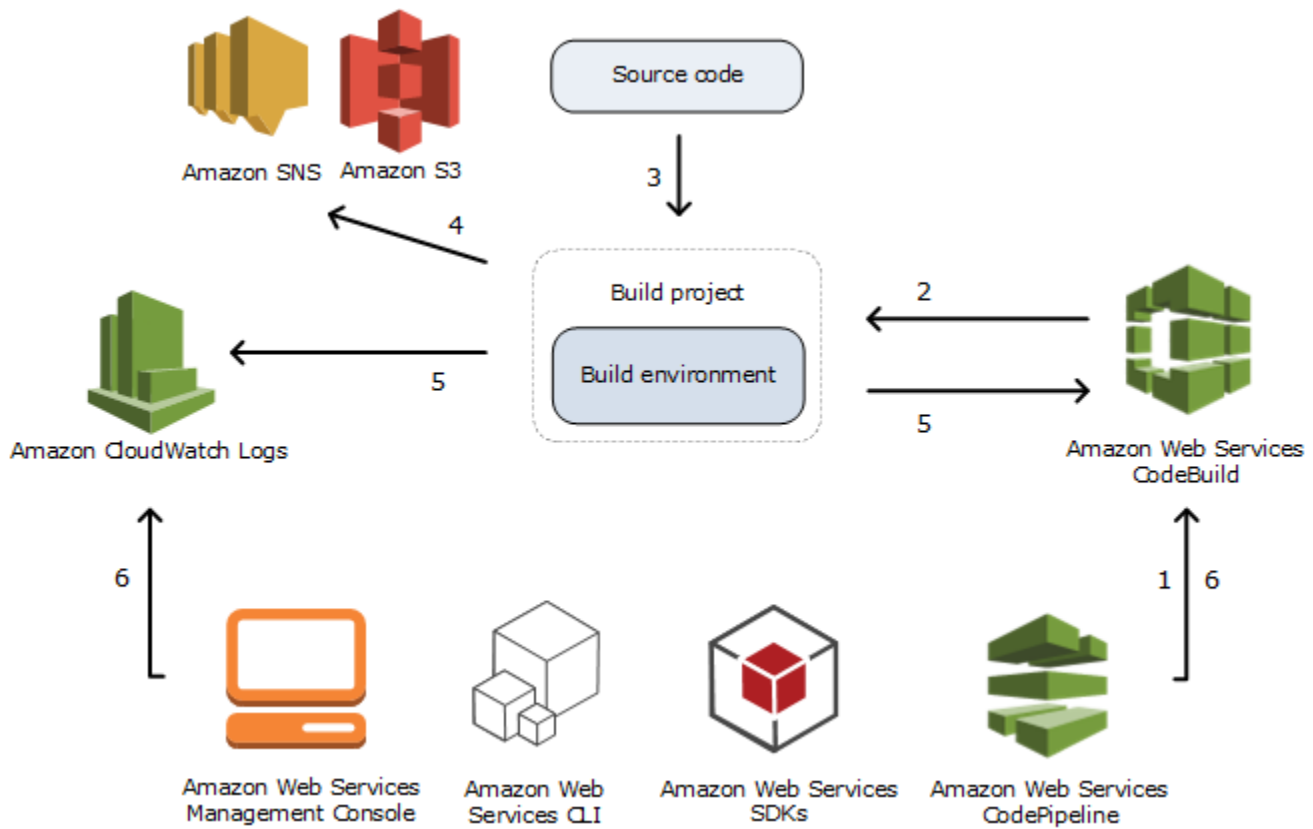 Source code
Amazon SNS
Amazon S3
3
4
Build project
2
Build environment
5
5
Amazon CloudWatch Logs
Amazon Web Services
CodeBuild
6
1
6
Amazon Web Services
Management Console
Amazon Web
Services CLI
Amazon Web Services
SDKs
Amazon Web Services
CodePipeline